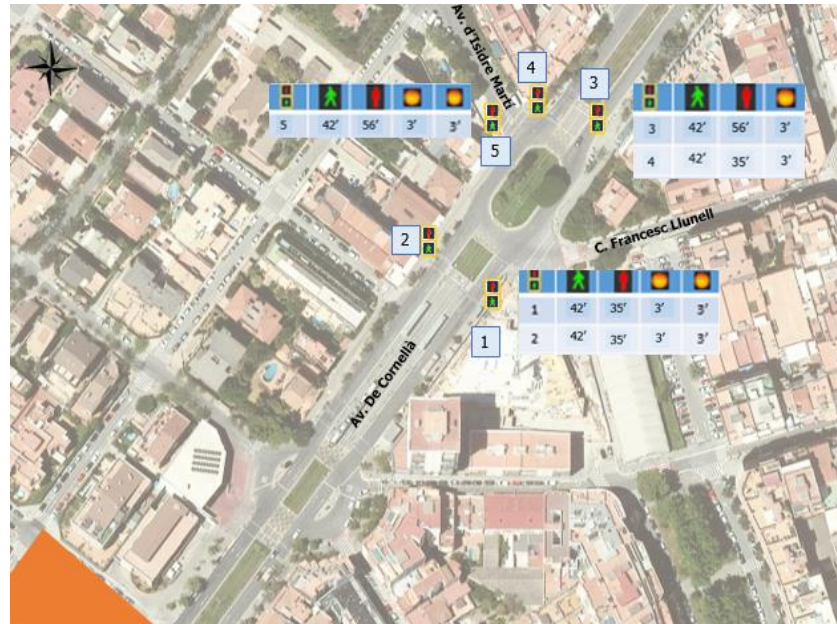 Av. d'Isidre Martí
4
3
5 42' 56' 3' 3'
3 42' 56' 3'
4 42' 35' 3'
5
2
C. Francesc Llunell
1 42' 35' 3' 3'
2 42' 35' 3' 3'
1
Av. De Cornellà